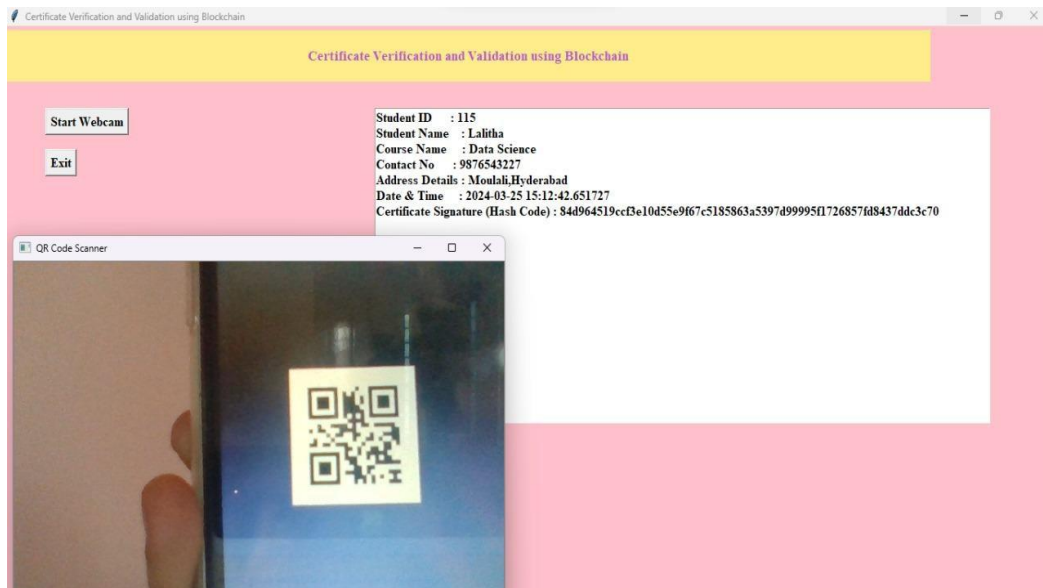 Certificate Verification and Validation using Blockchain
Certificate Verification and Validation using Blockchain
Start Webcam
Exit
Student ID : 115
Student Name : Lalitha
Course Name : Data Science
Contact No : 9876543227
Address Details : Moulali,Hyderabad
Date & Time : 2024-03-25 15:12:42.651727
Certificate Signature (Hash Code) : 84d964519ccf3e10d55e9f67c5185863a5397d99995f1726857fd8437ddc3c70
QR Code Scanner